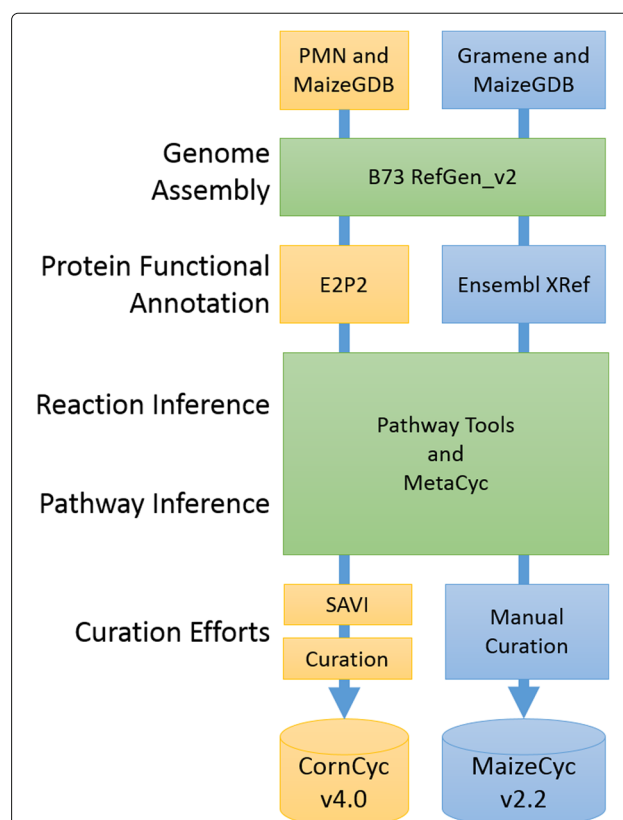 PMN and
MaizeGDB
Gramene and
MaizeGDB
Genome
Assembly
B73 RefGen_v2
Protein Functional
Annotation
E2P2
Ensembl XRef
Reaction Inference
Pathway Tools
and
MetaCyc
Pathway Inference
Curation Efforts
SAVI
Curation
Manual
Curation
CornCyc
v4.0
MaizeCyc
v2.2